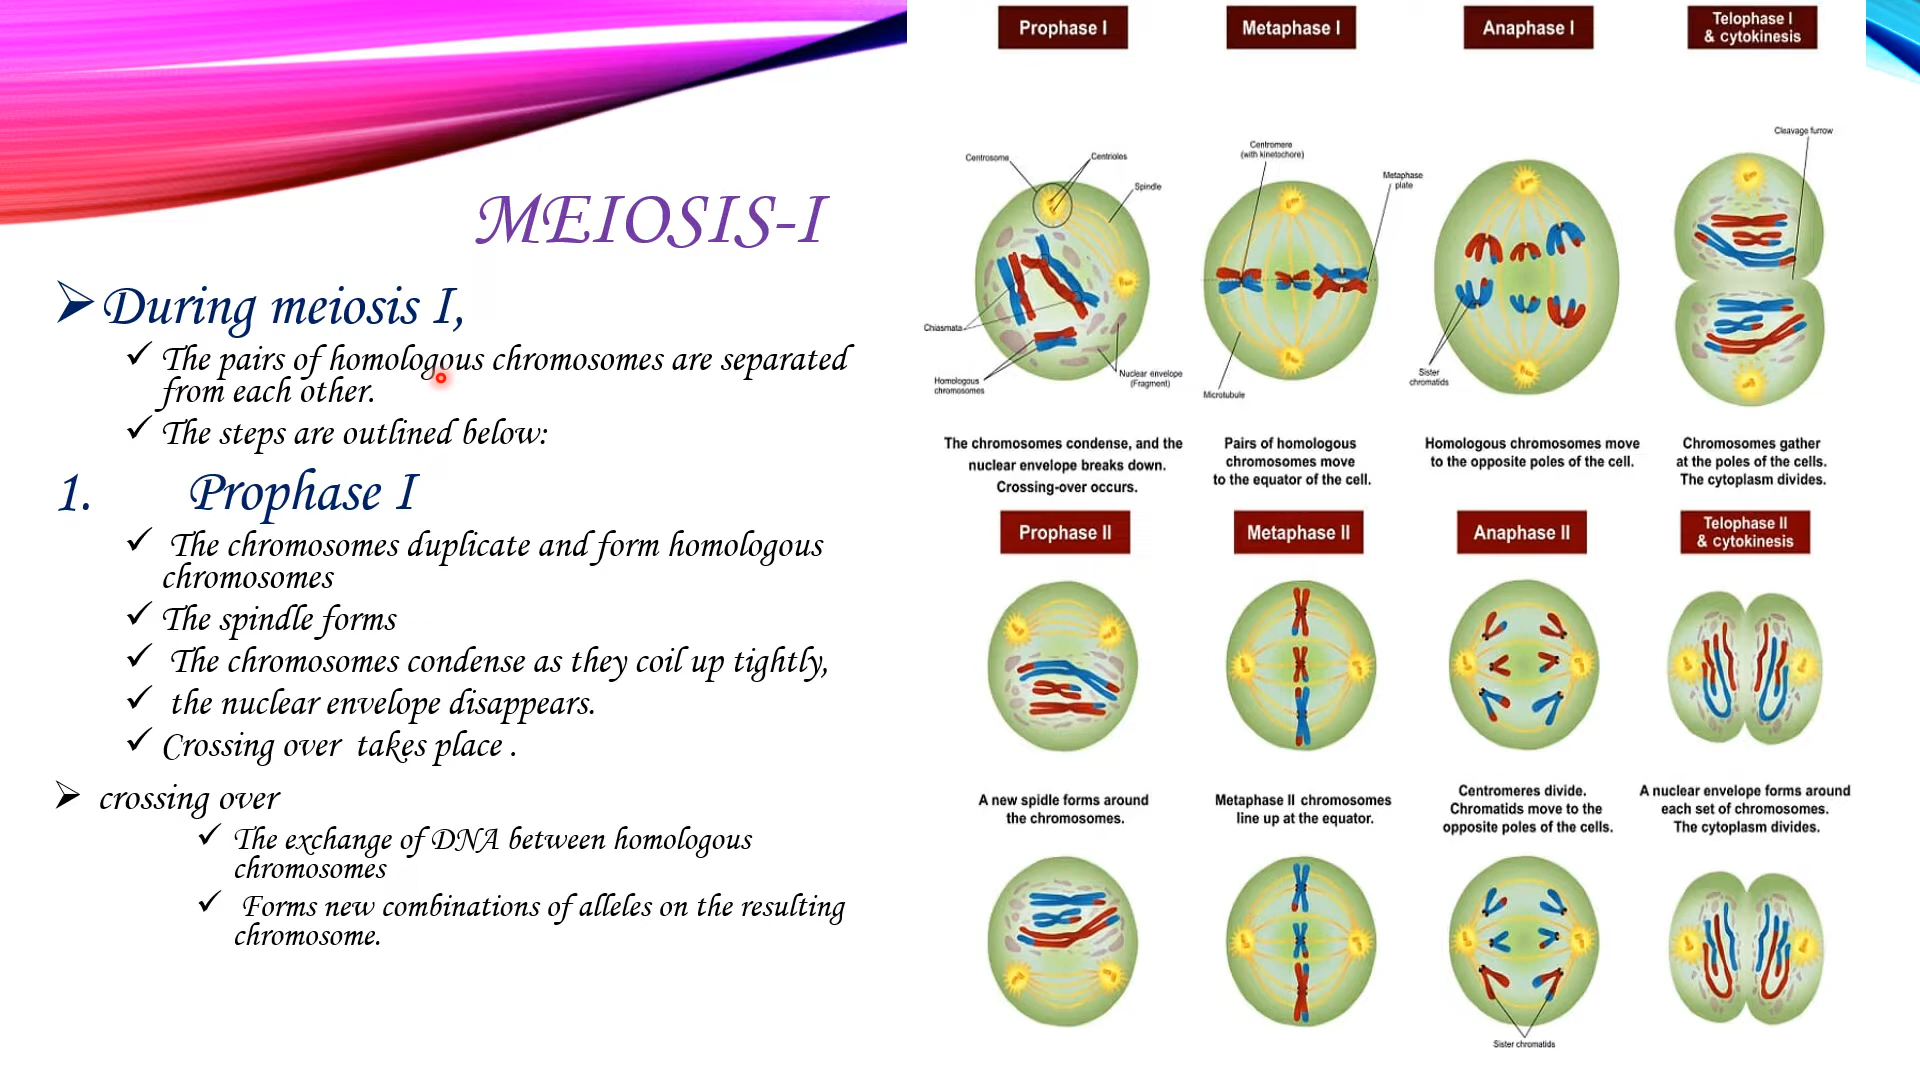 MEIOSIS-I
During meiosis I,
The pairs of homologous chromosomes are separated
from each other.
The steps are outlined below:
1. Prophase I
The chromosomes duplicate and form homologous
chromosomes
The spindle forms
The chromosomes condense as they coil up tightly,
the nuclear envelope disappears.
Crossing over takes place .
crossing over
The exchange of DNA between homologous
chromosomes
Forms new combinations of alleles on the resulting
chromosome.
Prophase I
Metaphase I
Anaphase I
Telophase I
& cytokinesis
Centrosome
Centrioles
Spindle
Chiasmata
Homologous
chromosomes
Nuclear envelope
(Fragment)
Centromere
(with kinetochore)
Metaphase
plate
Microtubule
Sister
chromatids
Cleavage furrow
The chromosomes condense, and the
nuclear envelope breaks down.
Crossing-over occurs.
Pairs of homologous
chromosomes move
to the equator of the cell.
Homologous chromosomes move
to the opposite poles of the cell.
Chromosomes gather
at the poles of the cells.
The cytoplasm divides.
Prophase II
Metaphase II
Anaphase II
Telophase II
& cytokinesis
A new spidle forms around
the chromosomes.
Metaphase II chromosomes
line up at the equator.
Centromeres divide.
Chromatids move to the
opposite poles of the cells.
A nuclear envelope forms around
each set of chromosomes.
The cytoplasm divides.
Sister chromatids